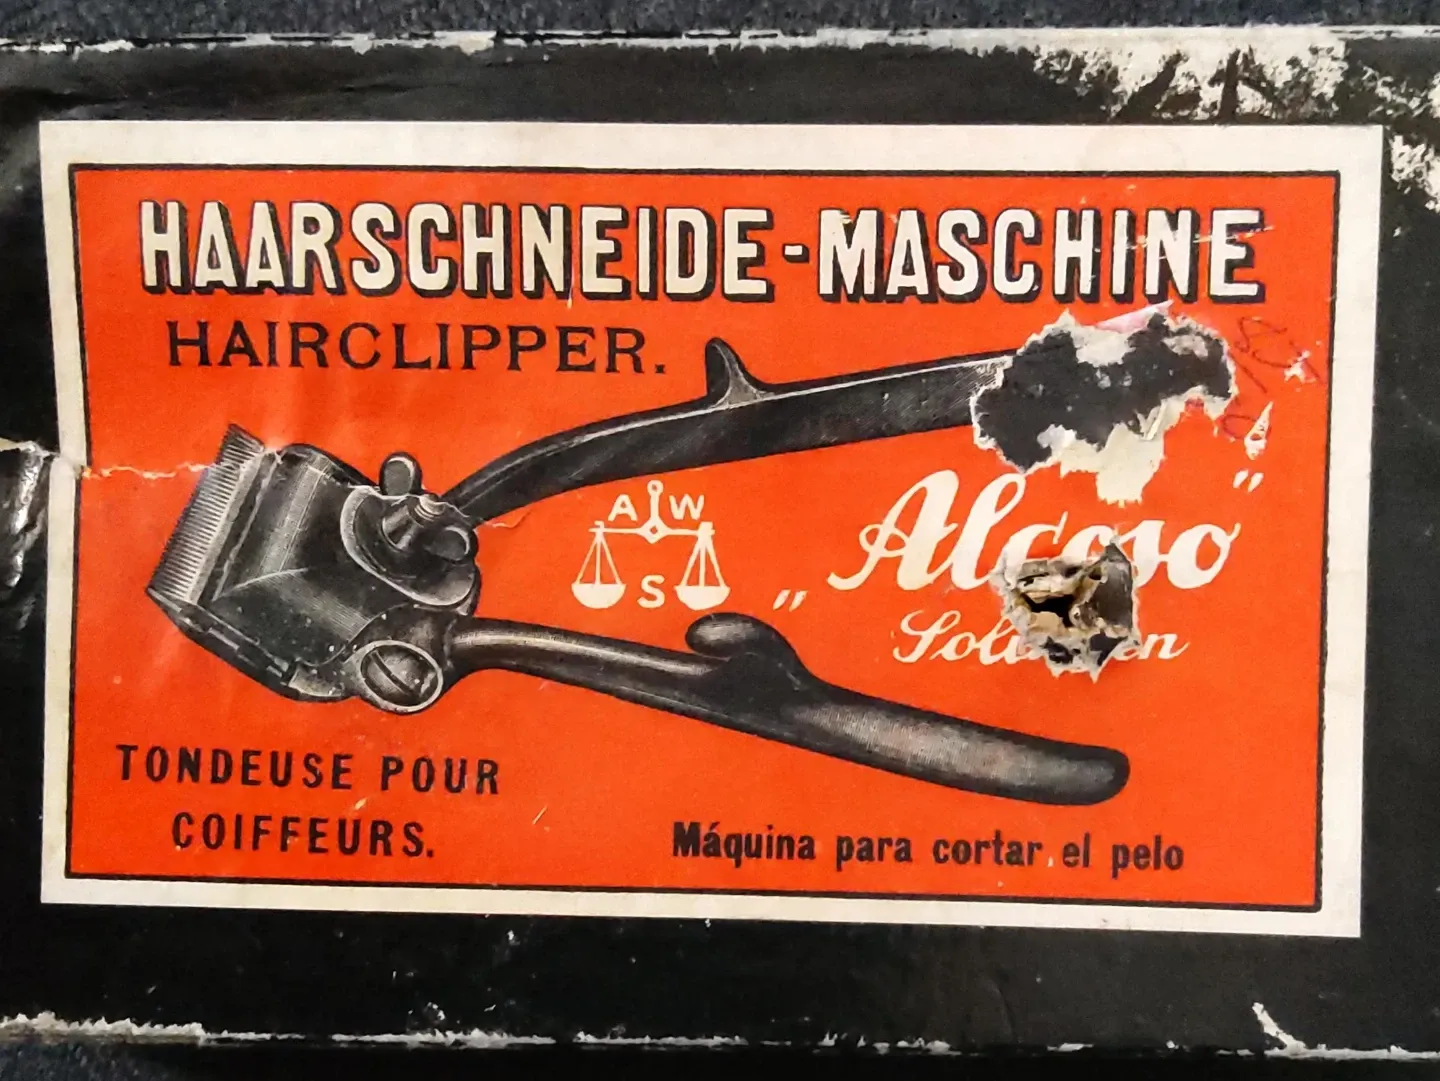 HAARSCHNEIDE-MASCHINE
HAIRCLIPPER.
A W
S
„Alcoso”
TONDEUSE POUR
COIFFEURS.
Máquina para cortar el pelo